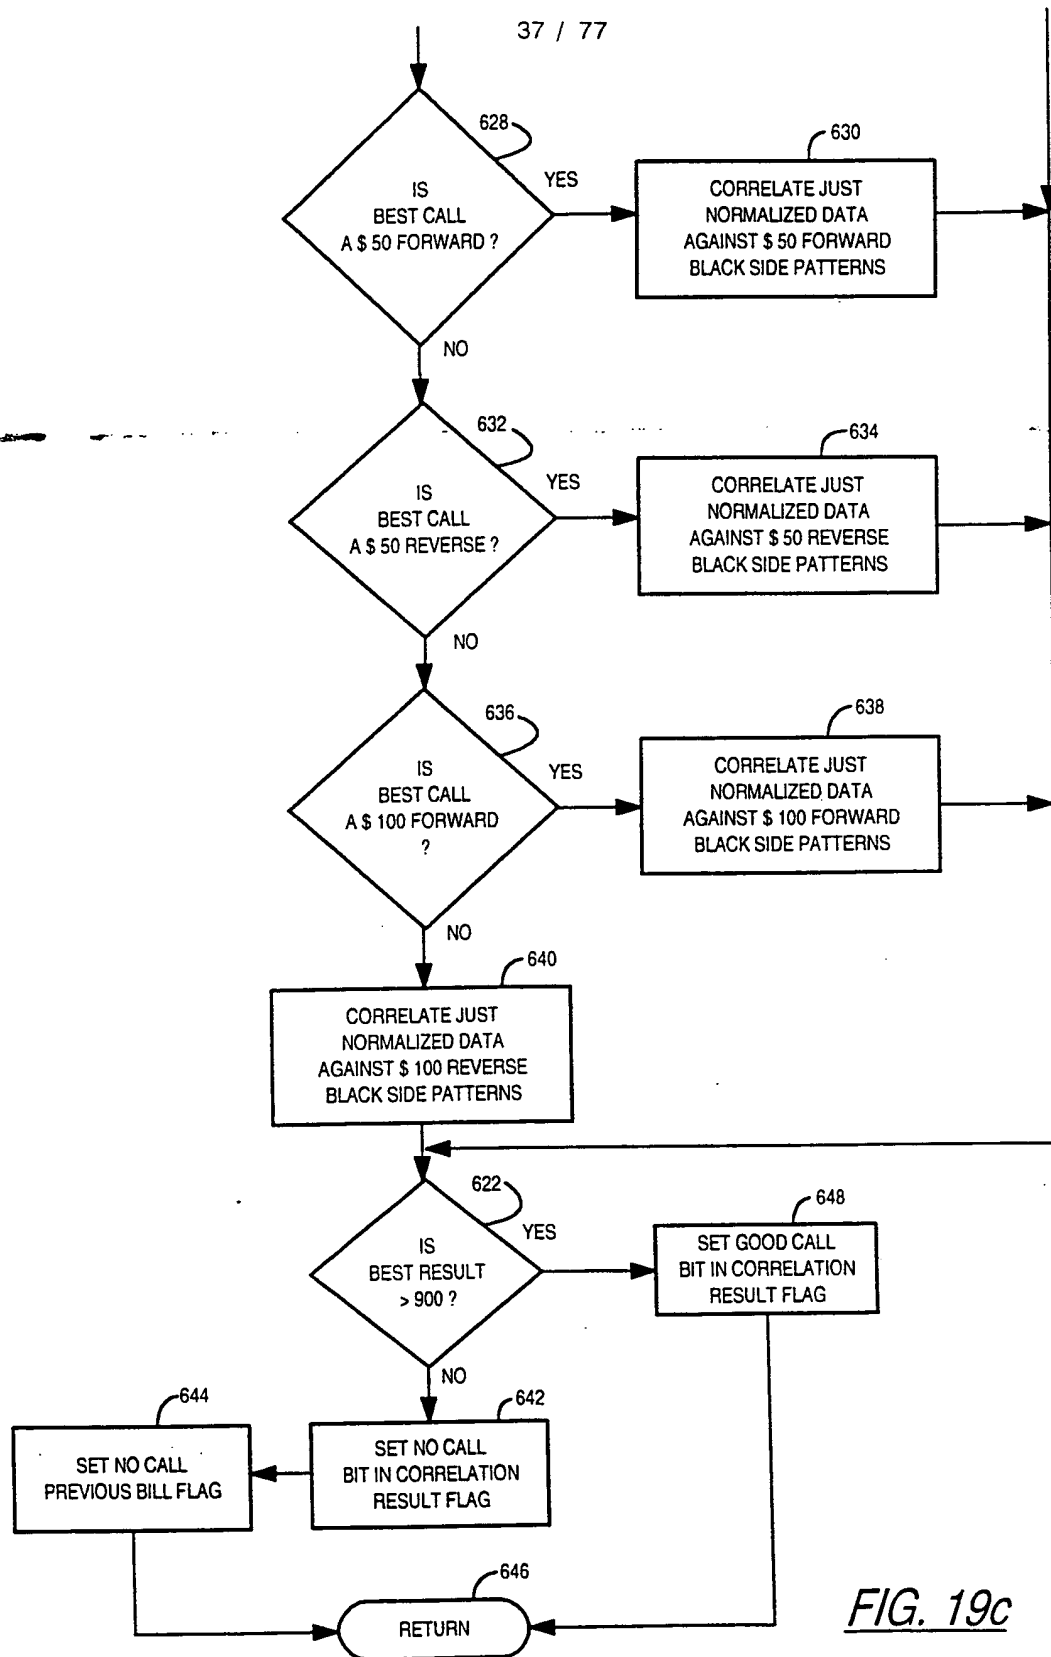 37 / 77
628
IS
BEST CALL
A $ 50 FORWARD ?
YES
630
CORRELATE JUST
NORMALIZED DATA
AGAINST $ 50 FORWARD
BLACK SIDE PATTERNS
NO
632
IS
BEST CALL
A $ 50 REVERSE ?
YES
634
CORRELATE JUST
NORMALIZED DATA
AGAINST $ 50 REVERSE
BLACK SIDE PATTERNS
NO
636
IS
BEST CALL
A $ 100 FORWARD
?
YES
638
CORRELATE JUST
NORMALIZED DATA
AGAINST $ 100 FORWARD
BLACK SIDE PATTERNS
NO
640
CORRELATE JUST
NORMALIZED DATA
AGAINST $ 100 REVERSE
BLACK SIDE PATTERNS
622
IS
BEST RESULT
> 900 ?
YES
648
SET GOOD CALL
BIT IN CORRELATION
RESULT FLAG
NO
642
SET NO CALL
BIT IN CORRELATION
RESULT FLAG
644
SET NO CALL
PREVIOUS BILL FLAG
646
RETURN
FIG. 19c